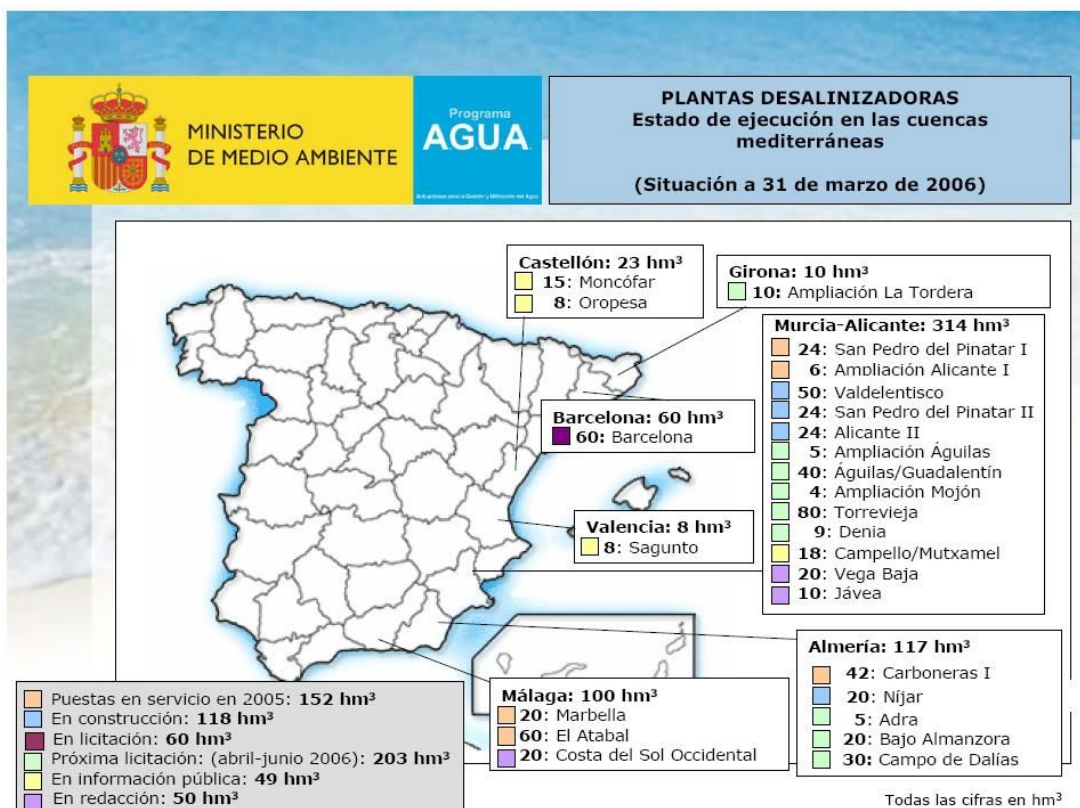 MINISTERIO
DE MEDIO AMBIENTE
Programa
AGUA
Actuaciones para la Gestión y Utilización del Agua
PLANTAS DESALINIZADORAS
Estado de ejecución en las cuencas
mediterráneas
(Situación a 31 de marzo de 2006)
Castellón: 23 hm³
15: Moncófar
8: Oropesa
Girona: 10 hm³
10: Ampliación La Tordera
Murcia-Alicante: 314 hm³
24: San Pedro del Pinatar I
6: Ampliación Alicante I
50: Valdelentisco
24: San Pedro del Pinatar II
24: Alicante II
5: Ampliación Águilas
40: Águilas/Guadalentín
4: Ampliación Mojón
80: Torrevieja
9: Denia
18: Campello/Mutxamel
20: Vega Baja
10: Jávea
Barcelona: 60 hm³
60: Barcelona
Valencia: 8 hm³
8: Sagunto
Almería: 117 hm³
42: Carboneras I
20: Níjar
5: Adra
20: Bajo Almanzora
30: Campo de Dalías
Málaga: 100 hm³
20: Marbella
60: El Atabal
20: Costa del Sol Occidental
Puestas en servicio en 2005: 152 hm³
En construcción: 118 hm³
En licitación: 60 hm³
Próxima licitación: (abril-junio 2006): 203 hm³
En información pública: 49 hm³
En redacción: 50 hm³
Todas las cifras en hm³